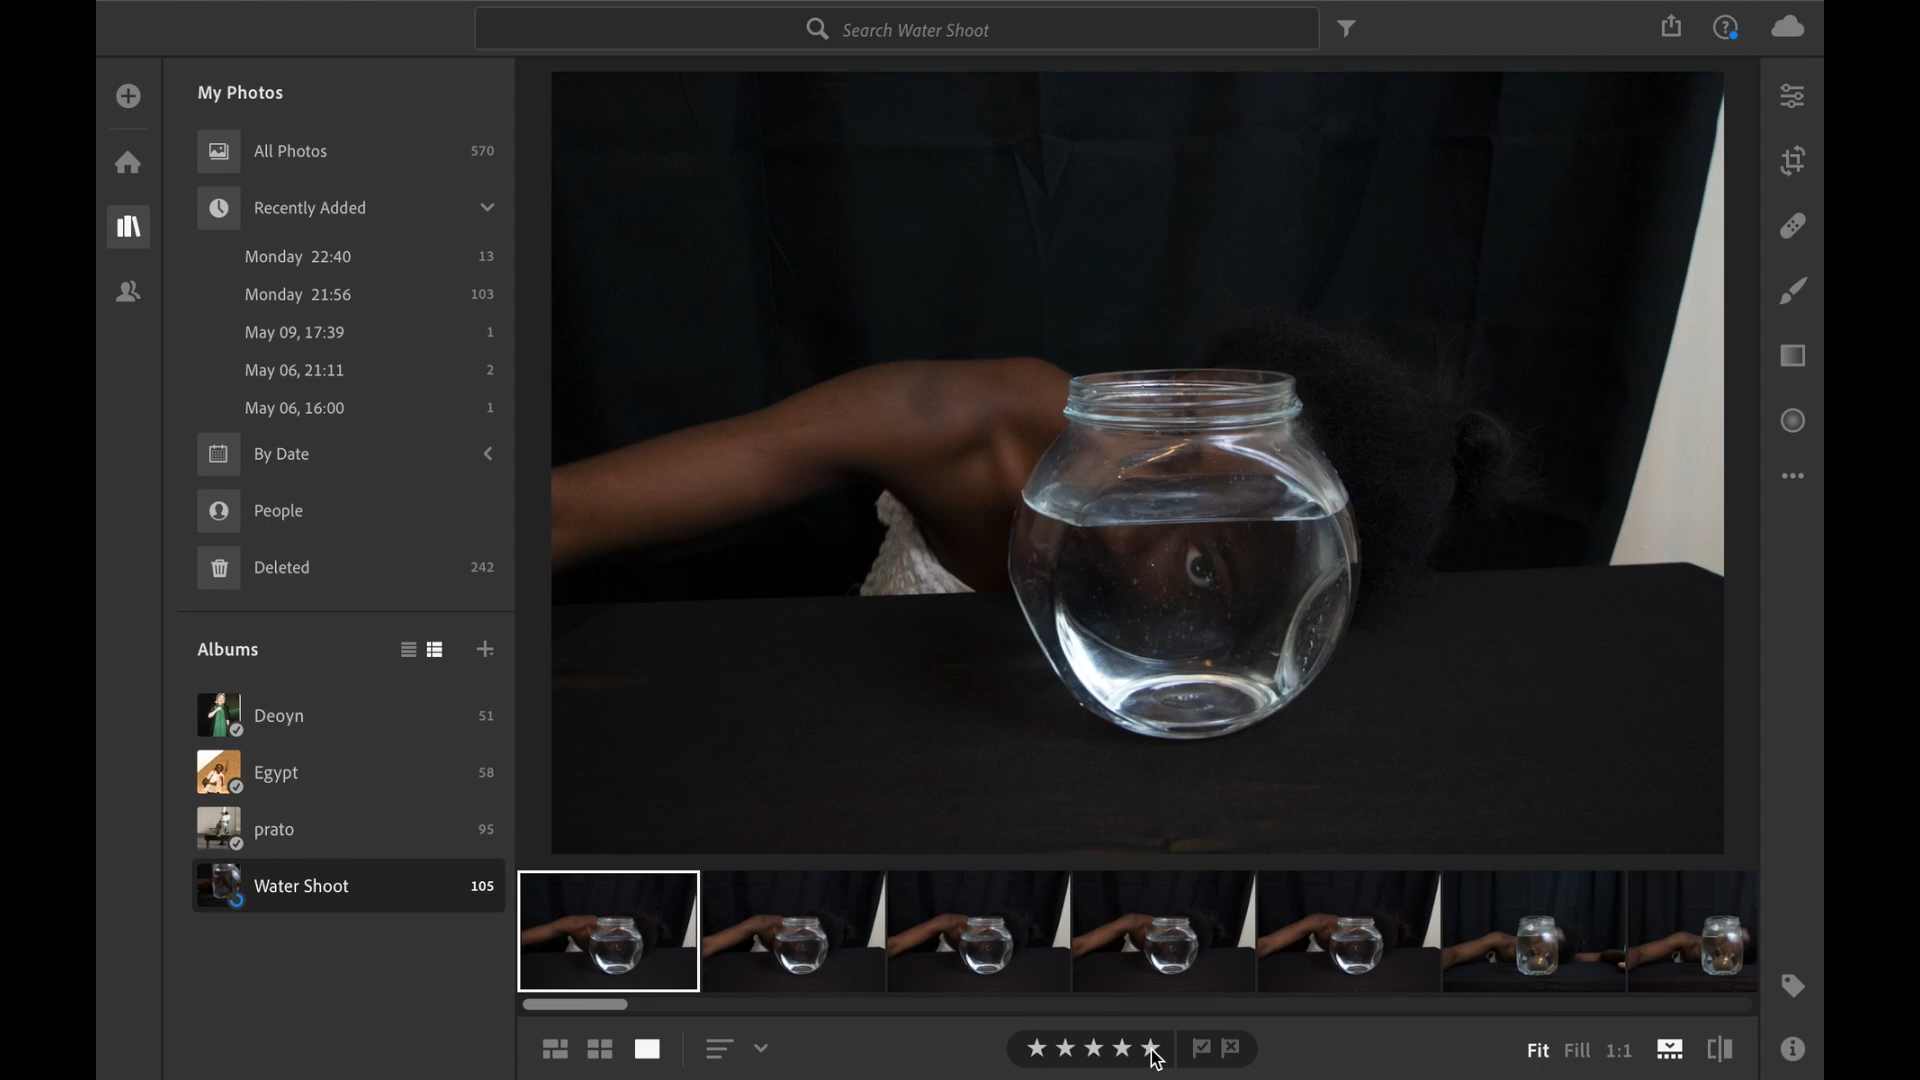 Search Water Shoot
My Photos
All Photos 570
Recently Added
Monday 22:40 13
Monday 21:56 103
May 09, 17:39 1
May 06, 21:11 2
May 06, 16:00 1
By Date
People
Deleted 242
Albums
Deoyn 51
Egypt 58
prato 95
Water Shoot 105
Fit Fill 1:1